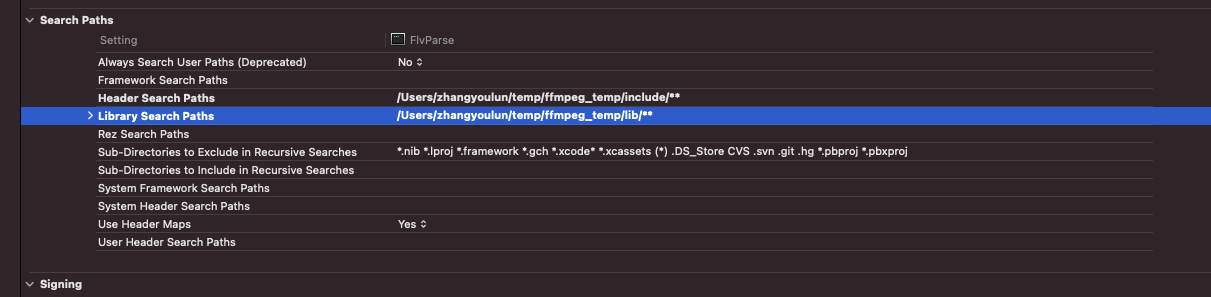 Search Paths
Setting FlvParse
Always Search User Paths (Deprecated) No
Framework Search Paths
Header Search Paths /Users/zhangyoulun/temp/ffmpeg_temp/include/**
Library Search Paths /Users/zhangyoulun/temp/ffmpeg_temp/lib/**
Rez Search Paths
Sub-Directories to Exclude in Recursive Searches *.nib *.lproj *.framework *.gch *.xcode* *.xcassets (*) .DS_Store CVS .svn .git .hg *.pbproj *.pbxproj
Sub-Directories to Include in Recursive Searches
System Framework Search Paths
System Header Search Paths
Use Header Maps Yes
User Header Search Paths
Signing